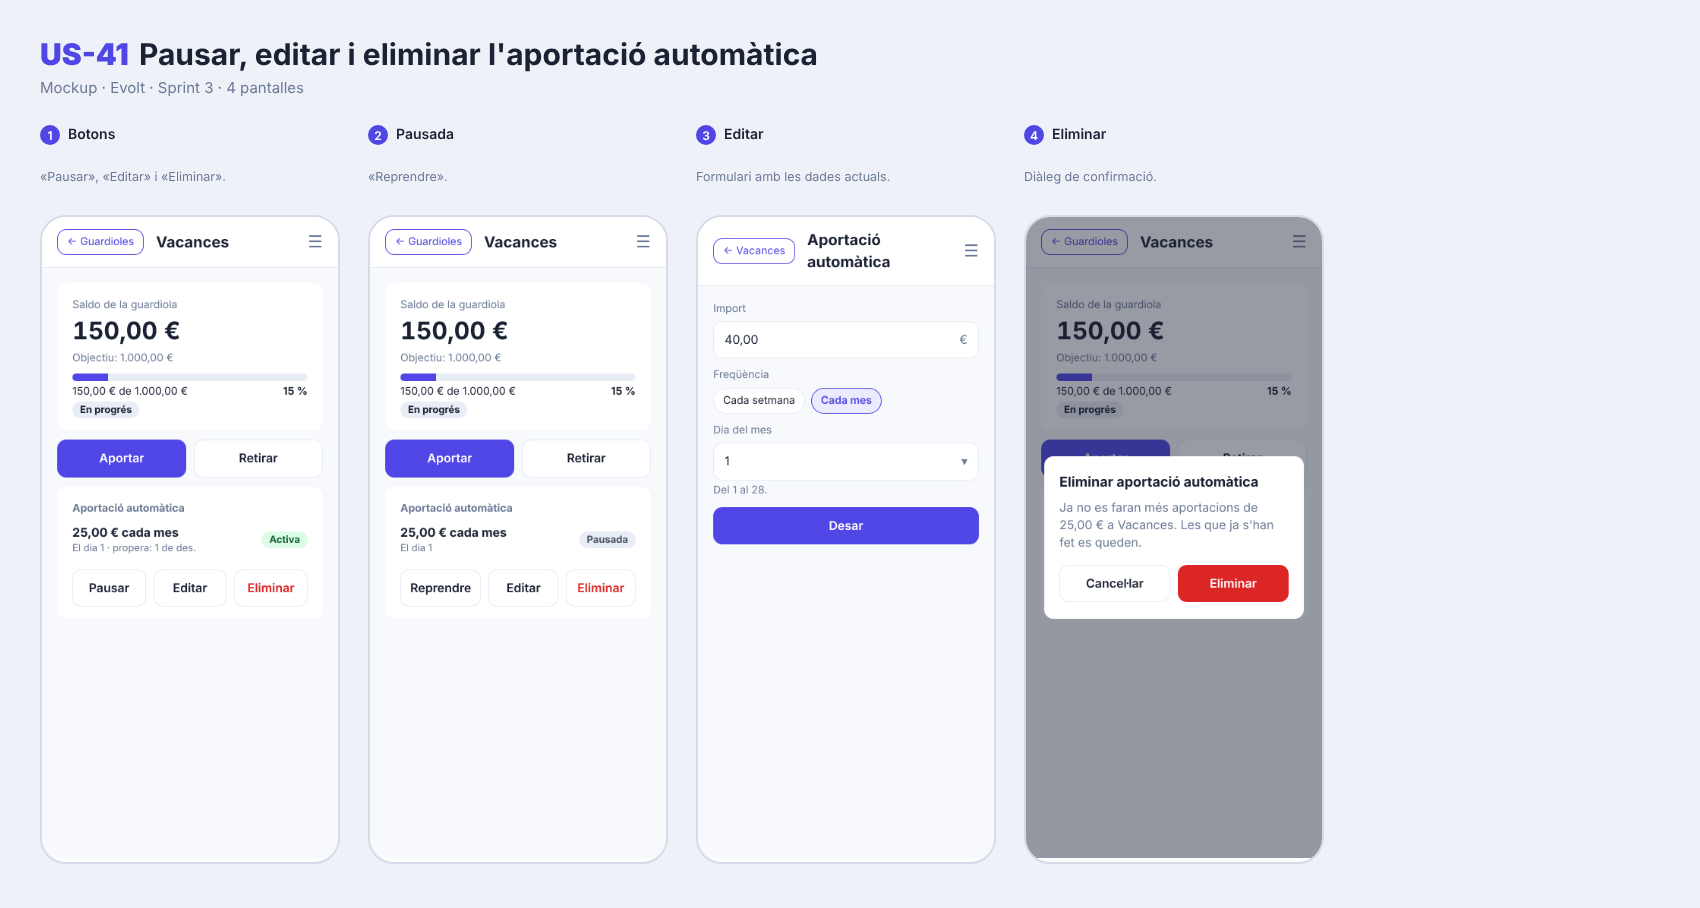 US-41 Pausar, editar i eliminar l'aportació automàtica
Mockup · Evolt · Sprint 3 · 4 pantalles
1 Botons
«Pausar», «Editar» i «Eliminar».
← Guardioles Vacances ☰
Saldo de la guardiola
150,00 €
Objectiu: 1.000,00 €
150,00 € de 1.000,00 € 15 %
En progrés
Aportar Retirar
Aportació automàtica
25,00 € cada mes
El dia 1 · propera: 1 de des.
Activa
Pausar Editar Eliminar
2 Pausada
«Reprendre».
← Guardioles Vacances ☰
Saldo de la guardiola
150,00 €
Objectiu: 1.000,00 €
150,00 € de 1.000,00 € 15 %
En progrés
Aportar Retirar
Aportació automàtica
25,00 € cada mes
El dia 1
Pausada
Reprendre Editar Eliminar
3 Editar
Formulari amb les dades actuals.
← Vacances
Aportació
automàtica
☰
Import
40,00 €
Freqüència
Cada setmana Cada mes
Dia del mes
1 ▾
Del 1 al 28.
Desar
4 Eliminar
Diàleg de confirmació.
← Guardioles Vacances ☰
Saldo de la guardiola
150,00 €
Objectiu: 1.000,00 €
150,00 € de 1.000,00 € 15 %
En progrés
Aportar Retirar
Eliminar aportació automàtica
Ja no es faran més aportacions de
25,00 € a Vacances. Les que ja s'han
fet es queden.
Cancel·lar Eliminar